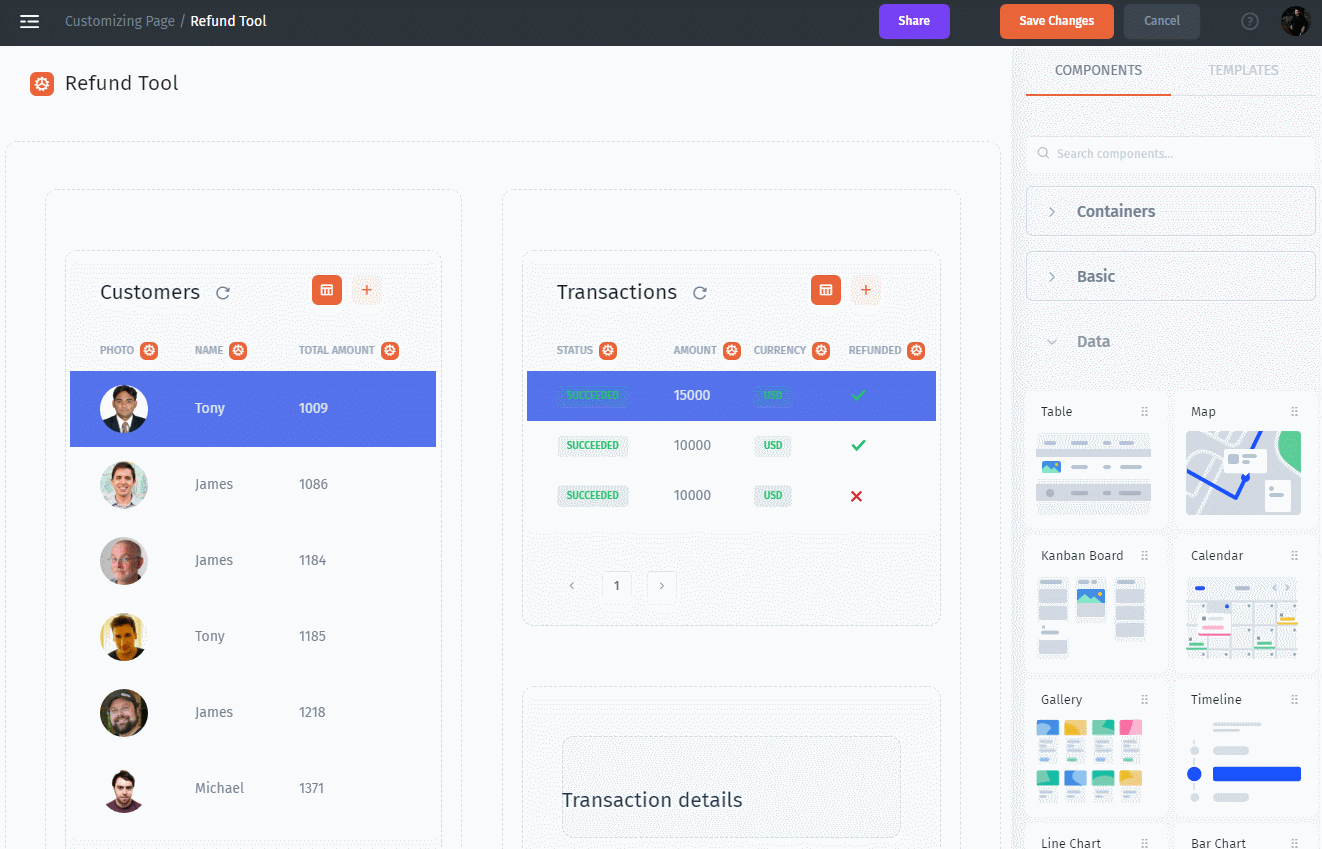 Customizing Page / Refund Tool
Share
Save Changes
Cancel
?
Refund Tool
COMPONENTS
TEMPLATES
Search components...
Containers
Basic
Data
Customers
+
PHOTO NAME TOTAL AMOUNT
Tony 1009
James 1086
James 1184
Tony 1185
James 1218
Michael 1371
Transactions
+
STATUS AMOUNT CURRENCY REFUNDED
SUCCEEDED 15000 USD
SUCCEEDED 10000 USD
SUCCEEDED 10000 USD
1
Transaction details
Table
Map
Kanban Board
Calendar
Gallery
Timeline
Line Chart
Bar Chart